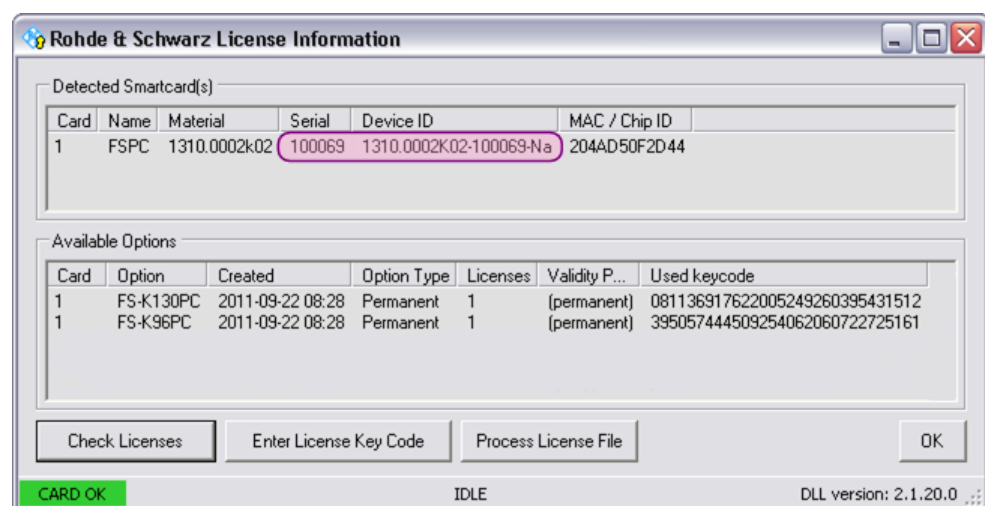 Rohde & Schwarz License Information
Detected Smartcard(s)
Card Name Material Serial Device ID MAC / Chip ID
1 FSPC 1310.0002k02 100069 1310.0002K02-100069-Na 204AD50F2D44
Available Options
Card Option Created Option Type Licenses Validity P... Used keycode
1 FS-K130PC 2011-09-22 08:28 Permanent 1 (permanent) 081136917622005249260395431512
1 FS-K96PC 2011-09-22 08:28 Permanent 1 (permanent) 395057444509254062060722725161
Check Licenses Enter License Key Code Process License File OK
CARD OK IDLE DLL version: 2.1.20.0